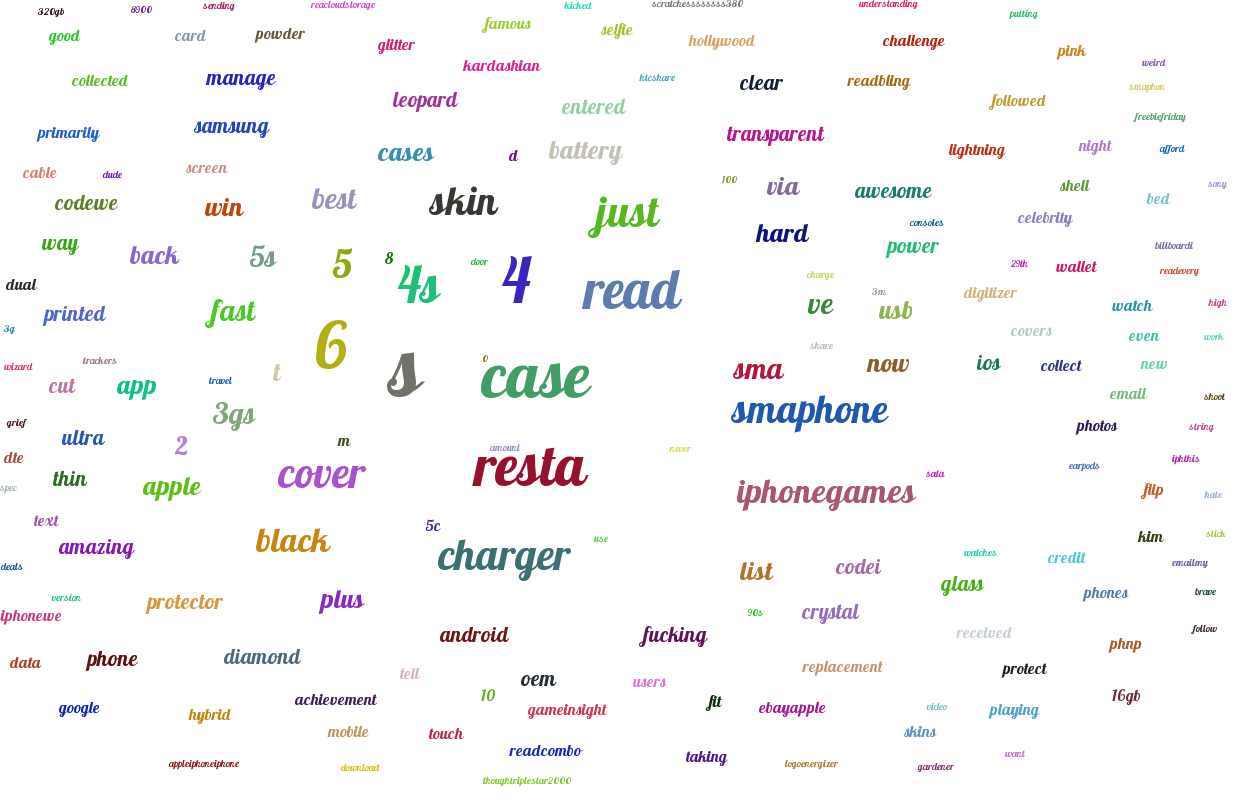 320gb 8900 sending reacloudstorage kicked scratchessssssss380 understanding putting
good card powder glitter famous selfie hollywood challenge pink
collected manage kardashian htcshare clear readbling weird
leopard entered followed smaphon
primarily samsung transparent freebiefriday
cable dude screen cases d battery lightning night afford
codewe win best skin just 100 via awesome shell bed sony
way back 5s 5 8 4s door 4 read hard consoles power celebrity billboardi
dual printed fast charge ve 3m usb digitizer 29th wallet readevery
3g 6 share covers watch even high work
wizard trackers cut app travel t s 0 case sma now ios collect new
grief 3gs smaphone email skoot
ultra 2 m photos string
dte thin apple cover amount resta never iphonegames sata earpods ipkthis
spec flip hate
text amazing black 5c charger use kim stick
deals list codei watches credit emailmy
iphonewe version protector plus 90s crystal glass phones brave
data phone diamond android fucking received phnp follow
tell oem users replacement protect
google hybrid achievement 10 gameinsight fit ebayapple video playing 16gb
mobile touch skins
appleiphoneiphone download readcombo taking logoenergizer gardener want
thoughtriplestar2000